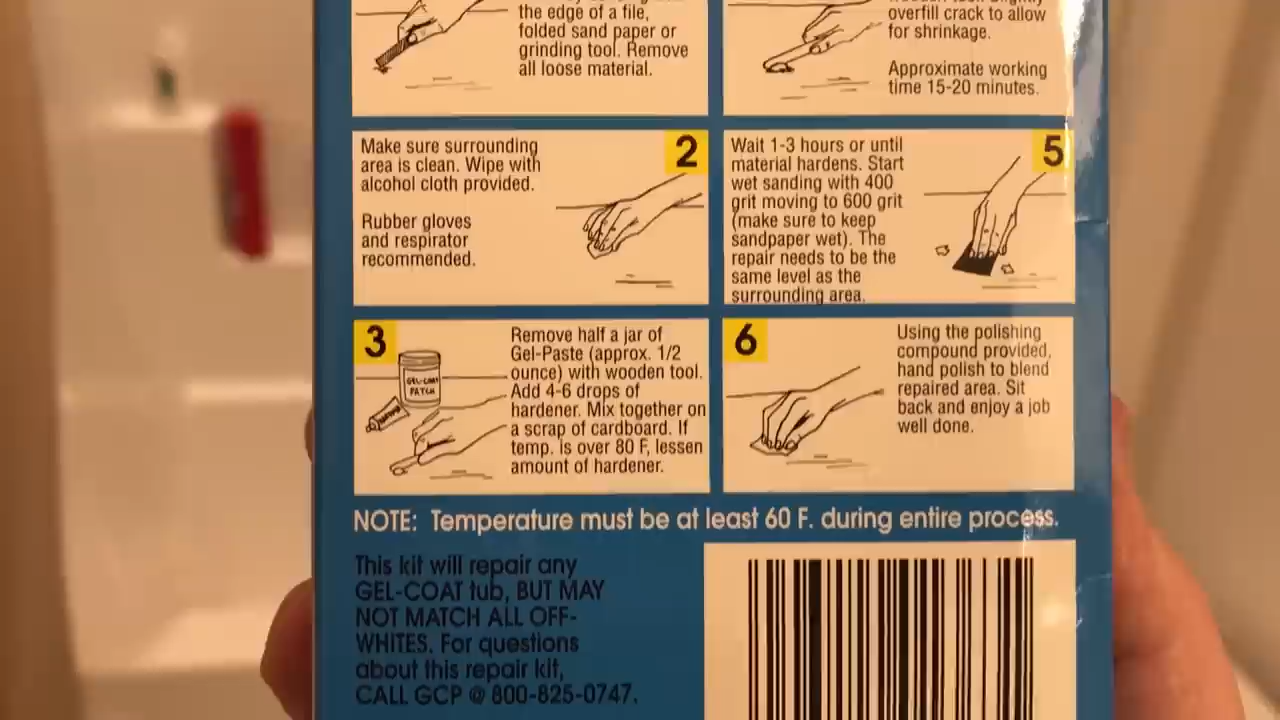 the edge of a file,
folded sand paper or
grinding tool. Remove
all loose material.
overfill crack to allow
for shrinkage.
Approximate working
time 15-20 minutes.
Make sure surrounding
area is clean. Wipe with
alcohol cloth provided.
Rubber gloves
and respirator
recommended.
2
Wait 1-3 hours or until
material hardens. Start
wet sanding with 400
grit moving to 600 grit
(make sure to keep
sandpaper wet). The
repair needs to be the
same level as the
surrounding area.
5
3
GEL-COAT
PATCH
Remove half a jar of
Gel-Paste (approx. 1/2
ounce) with wooden tool.
Add 4-6 drops of
hardener. Mix together on
a scrap of cardboard. If
temp. is over 80 F, lessen
amount of hardener.
6
Using the polishing
compound provided,
hand polish to blend
repaired area. Sit
back and enjoy a job
well done.
NOTE: Temperature must be at least 60 F. during entire process.
This kit will repair any
GEL-COAT tub, BUT MAY
NOT MATCH ALL OFF-
WHITES. For questions
about this repair kit,
CALL GCP @ 800-825-0747.